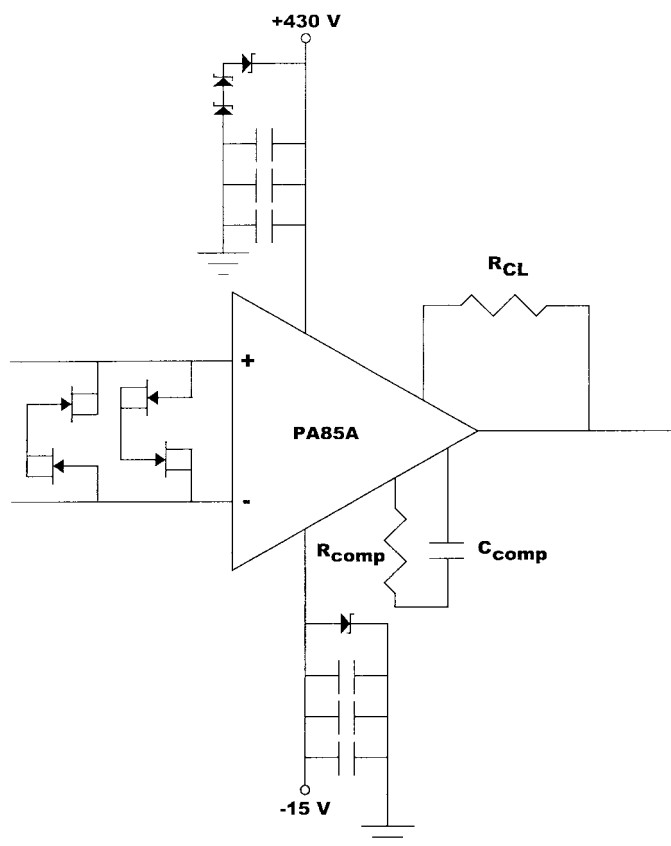 +430 V
RCL
+
PA85A
-
Rcomp
Ccomp
-15 V